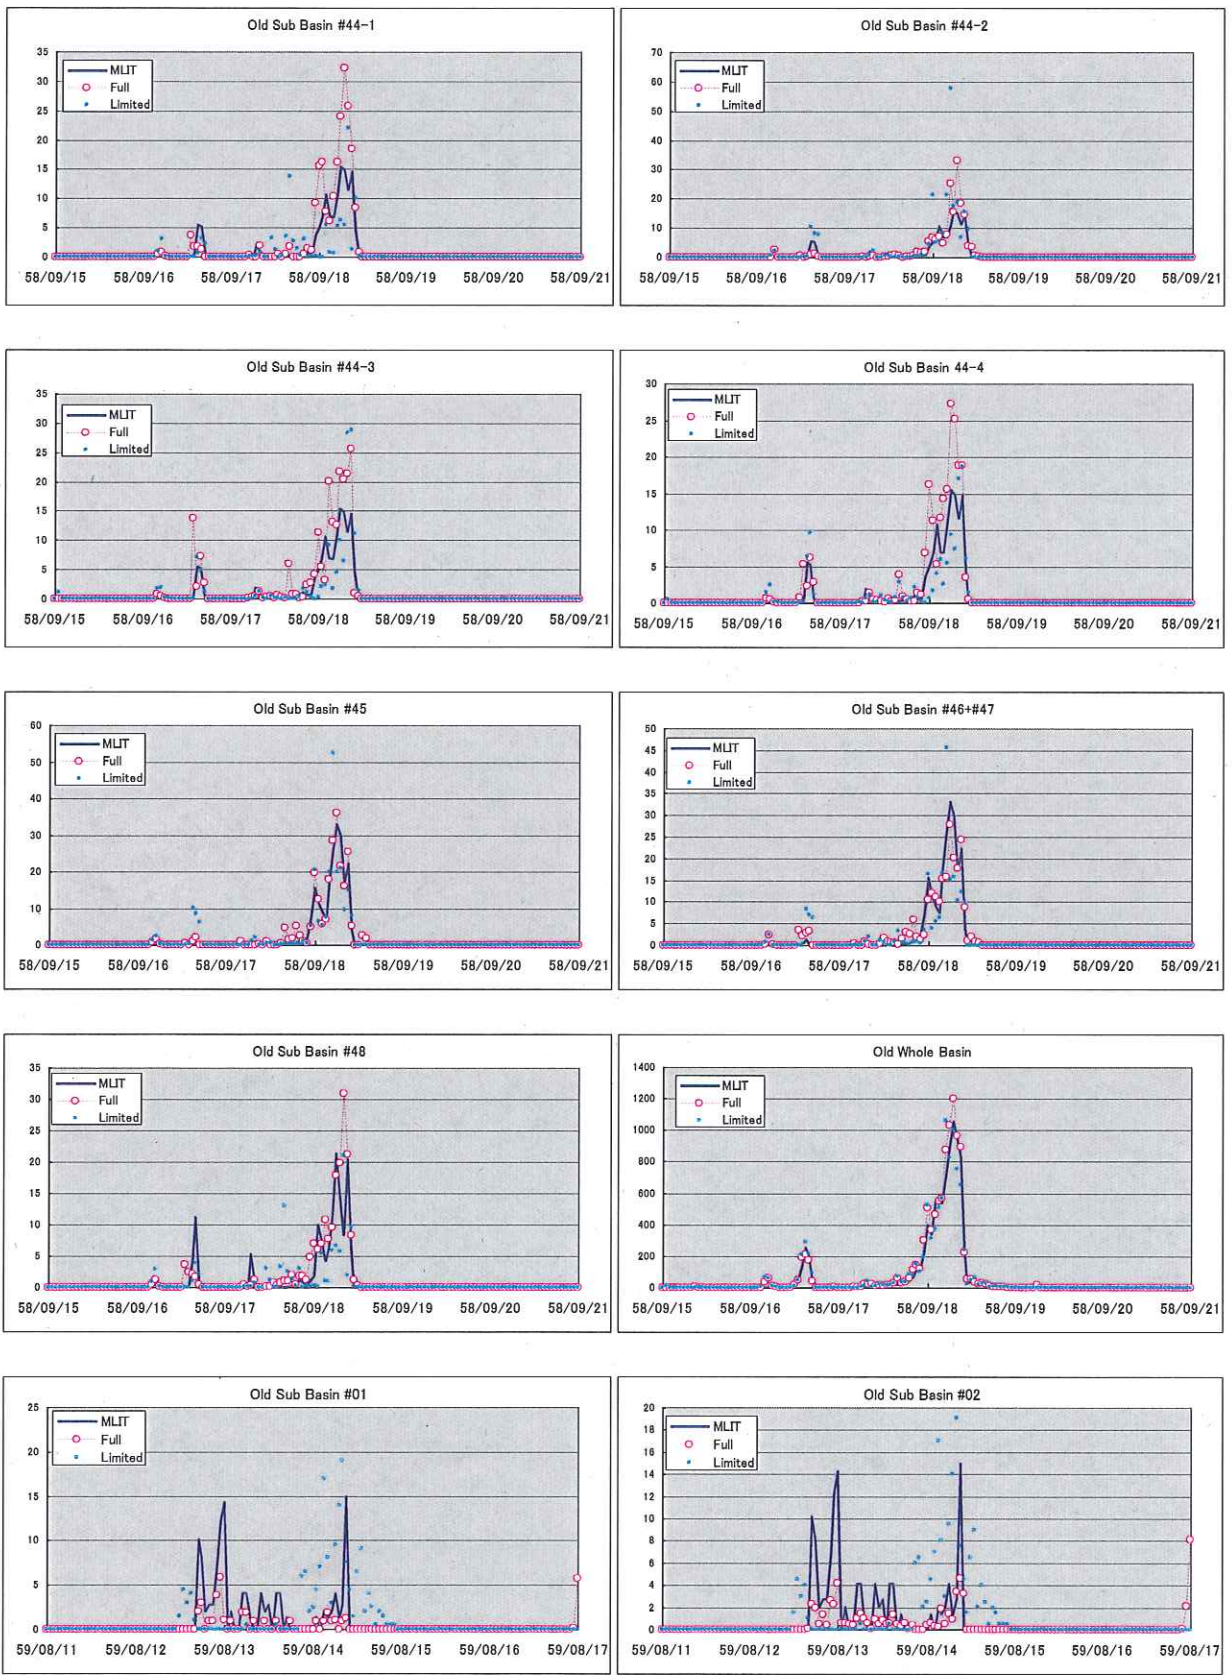 Old Sub Basin #44-1
35
30
25
20
15
10
5
0
MLIT
Full
Limited
58/09/15 58/09/16 58/09/17 58/09/18 58/09/19 58/09/20 58/09/21
Old Sub Basin #44-2
70
60
50
40
30
20
10
0
MLIT
Full
Limited
58/09/15 58/09/16 58/09/17 58/09/18 58/09/19 58/09/20 58/09/21
Old Sub Basin #44-3
35
30
25
20
15
10
5
0
MLIT
Full
Limited
58/09/15 58/09/16 58/09/17 58/09/18 58/09/19 58/09/20 58/09/21
Old Sub Basin 44-4
30
25
20
15
10
5
0
MLIT
Full
Limited
58/09/15 58/09/16 58/09/17 58/09/18 58/09/19 58/09/20 58/09/21
Old Sub Basin #45
60
50
40
30
20
10
0
MLIT
Full
Limited
58/09/15 58/09/16 58/09/17 58/09/18 58/09/19 58/09/20 58/09/21
Old Sub Basin #46+#47
50
45
40
35
30
25
20
15
10
5
0
MLIT
Full
Limited
58/09/15 58/09/16 58/09/17 58/09/18 58/09/19 58/09/20 58/09/21
Old Sub Basin #48
35
30
25
20
15
10
5
0
MLIT
Full
Limited
58/09/15 58/09/16 58/09/17 58/09/18 58/09/19 58/09/20 58/09/21
Old Whole Basin
1400
1200
1000
800
600
400
200
0
MLIT
Full
Limited
58/09/15 58/09/16 58/09/17 58/09/18 58/09/19 58/09/20 58/09/21
Old Sub Basin #01
25
20
15
10
5
0
MLIT
Full
Limited
59/08/11 59/08/12 59/08/13 59/08/14 59/08/15 59/08/16 59/08/17
Old Sub Basin #02
20
18
16
14
12
10
8
6
4
2
0
MLIT
Full
Limited
59/08/11 59/08/12 59/08/13 59/08/14 59/08/15 59/08/16 59/08/17